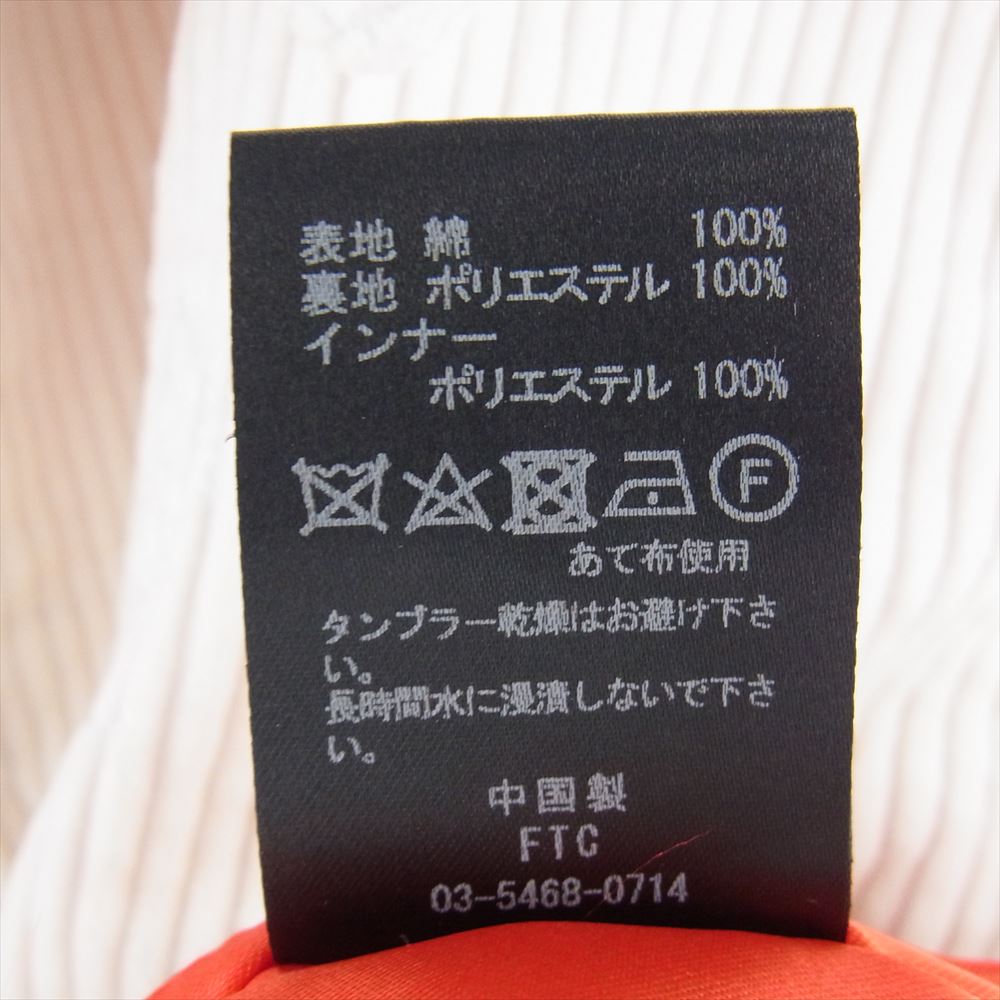 表地 綿 100%
裏地 ポリエステル 100%
インナー
ポリエステル 100%
F
あて布使用
タンブラー乾燥はお避け下さ
い。
長時間水に浸漬しないで下さ
い。
中国製
FTC
03-5468-0714